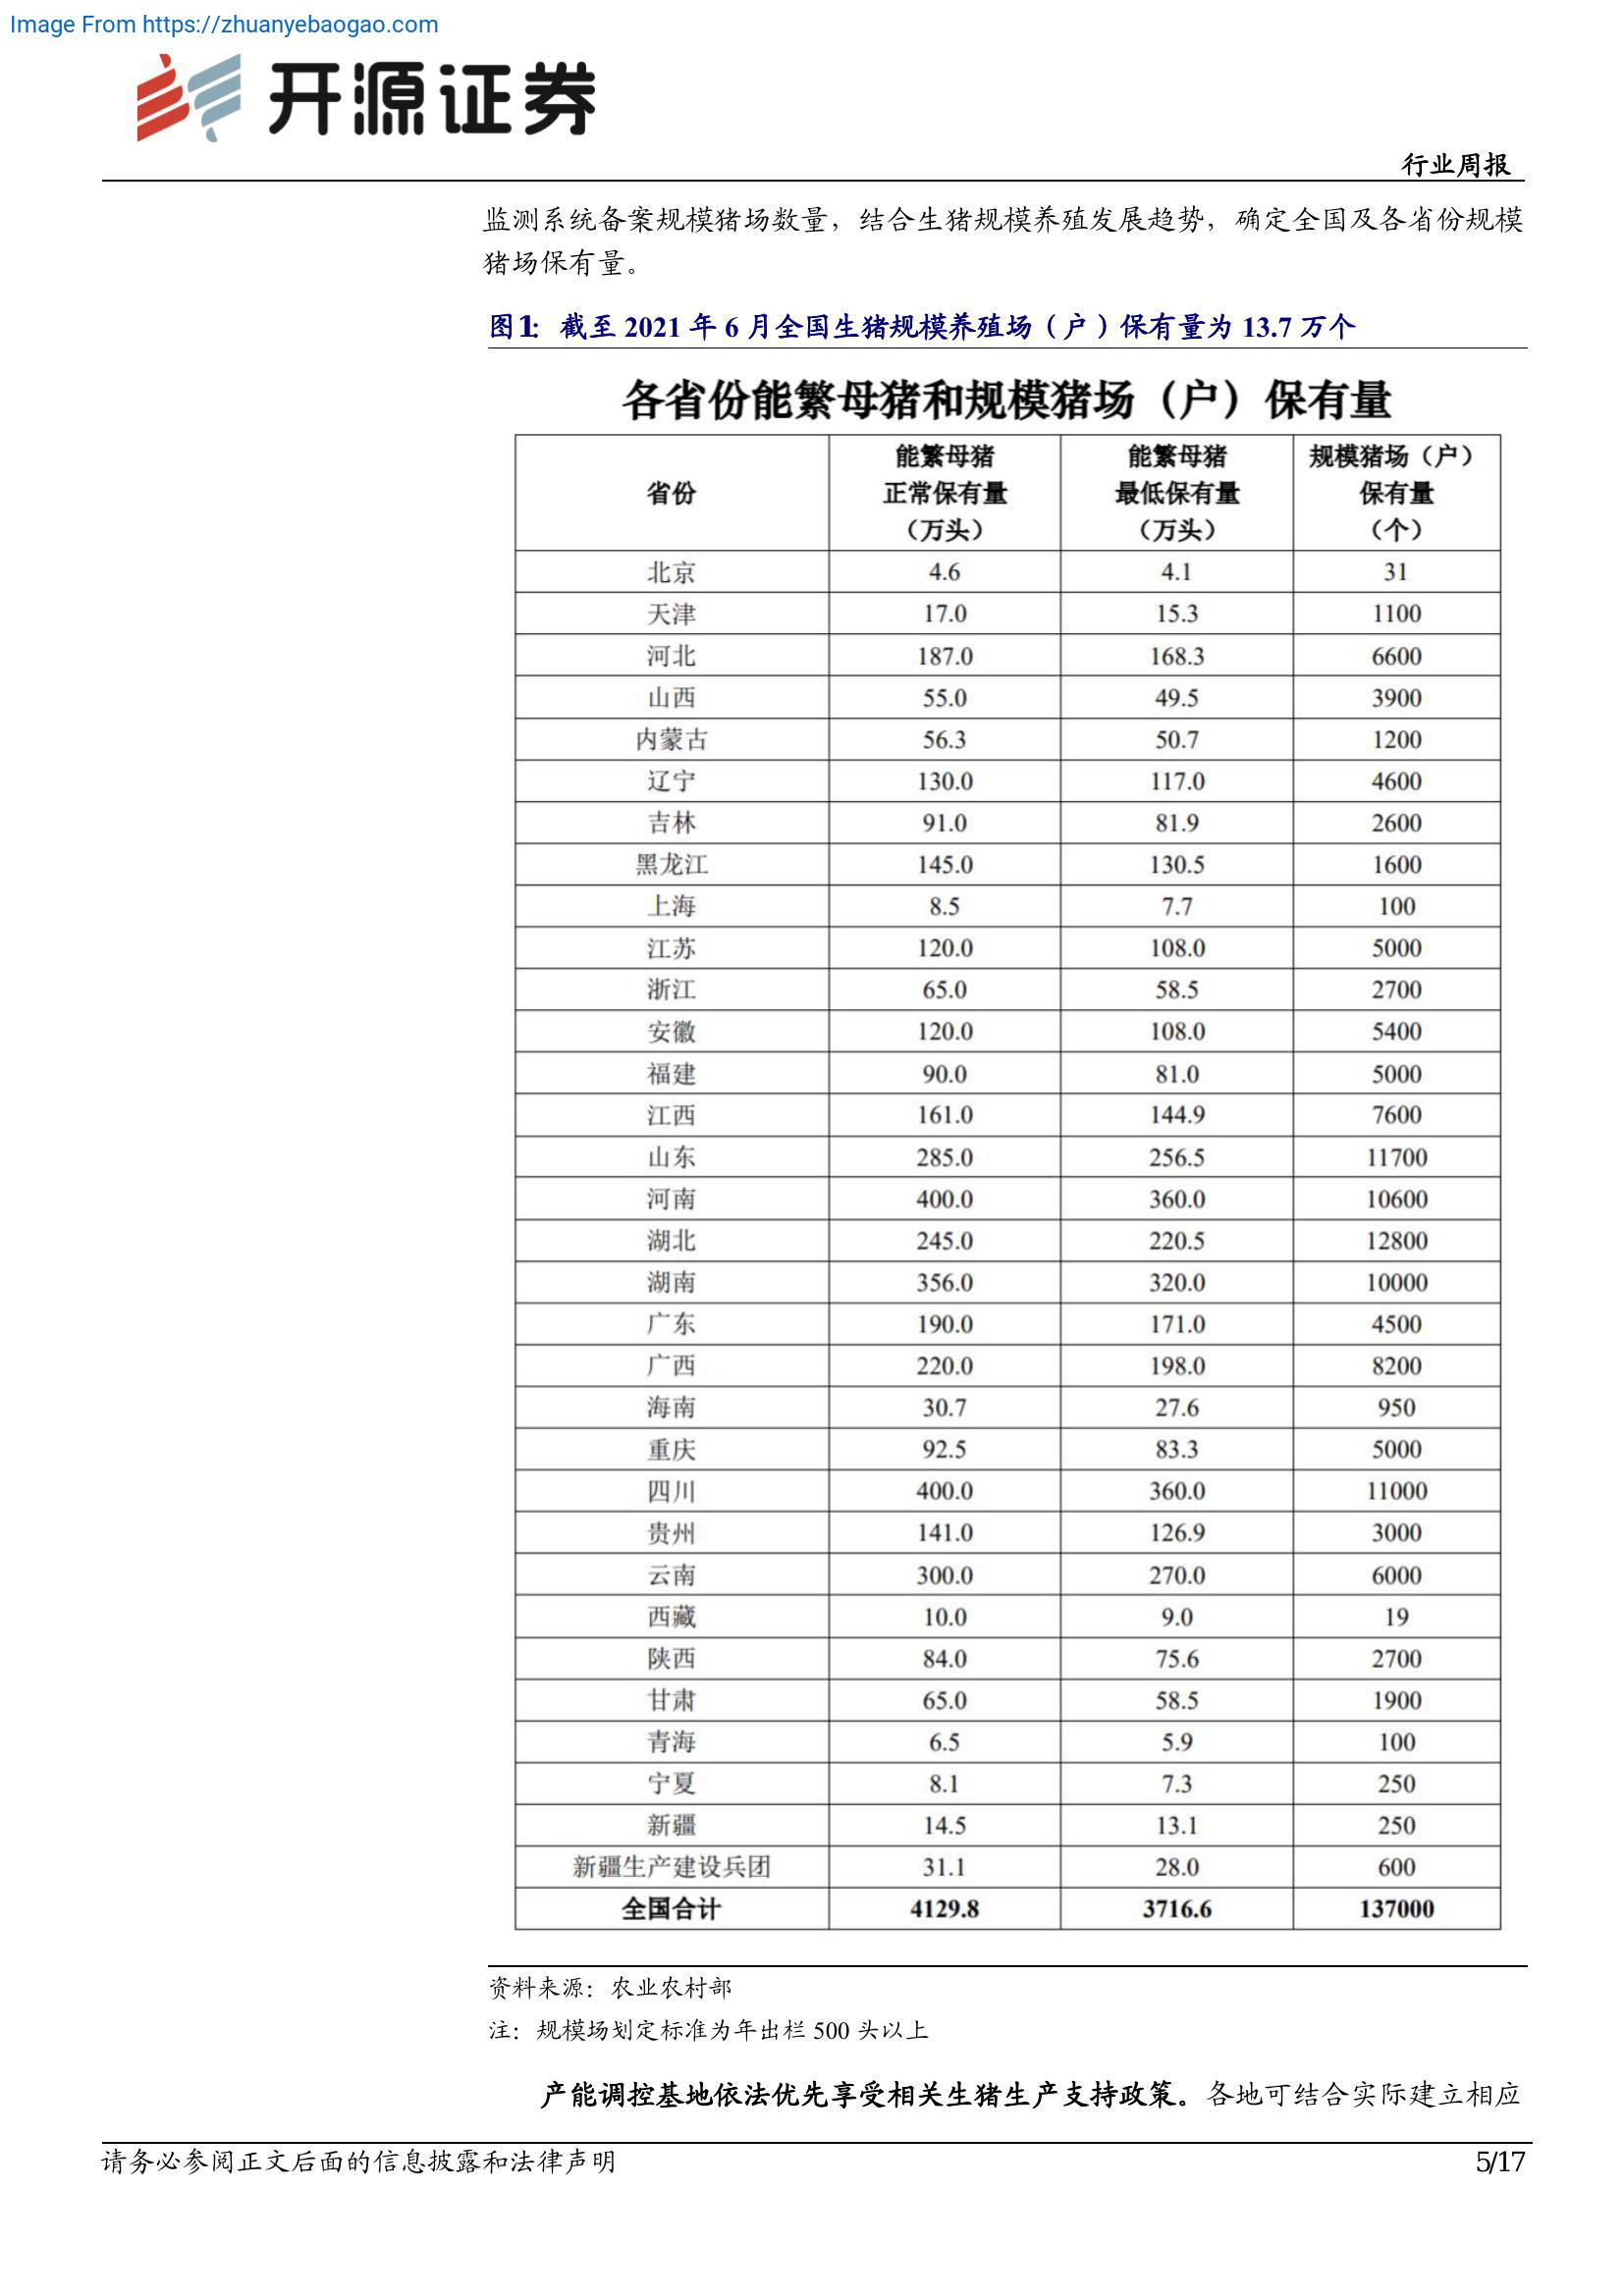 Image From https://zhuanyebaogao.com
开源证券
行业周报
监测系统备案规模猪场数量，结合生猪规模养殖发展趋势，确定全国及各省份规模
猪场保有量。
图1： 截至 2021 年 6 月全国生猪规模养殖场（户）保有量为 13.7 万个
各省份能繁母猪和规模猪场（户）保有量
省份 能繁母猪 正常保有量 （万头） 能繁母猪 最低保有量 （万头） 规模猪场（户） 保有量 （个）
北京 4.6 4.1 31
天津 17.0 15.3 1100
河北 187.0 168.3 6600
山西 55.0 49.5 3900
内蒙古 56.3 50.7 1200
辽宁 130.0 117.0 4600
吉林 91.0 81.9 2600
黑龙江 145.0 130.5 1600
上海 8.5 7.7 100
江苏 120.0 108.0 5000
浙江 65.0 58.5 2700
安徽 120.0 108.0 5400
福建 90.0 81.0 5000
江西 161.0 144.9 7600
山东 285.0 256.5 11700
河南 400.0 360.0 10600
湖北 245.0 220.5 12800
湖南 356.0 320.0 10000
广东 190.0 171.0 4500
广西 220.0 198.0 8200
海南 30.7 27.6 950
重庆 92.5 83.3 5000
四川 400.0 360.0 11000
贵州 141.0 126.9 3000
云南 300.0 270.0 6000
西藏 10.0 9.0 19
陕西 84.0 75.6 2700
甘肃 65.0 58.5 1900
青海 6.5 5.9 100
宁夏 8.1 7.3 250
新疆 14.5 13.1 250
新疆生产建设兵团 31.1 28.0 600
全国合计 4129.8 3716.6 137000
资料来源：农业农村部
注：规模场划定标准为年出栏 500 头以上
产能调控基地依法优先享受相关生猪生产支持政策。各地可结合实际建立相应
请务必参阅正文后面的信息披露和法律声明 5/17